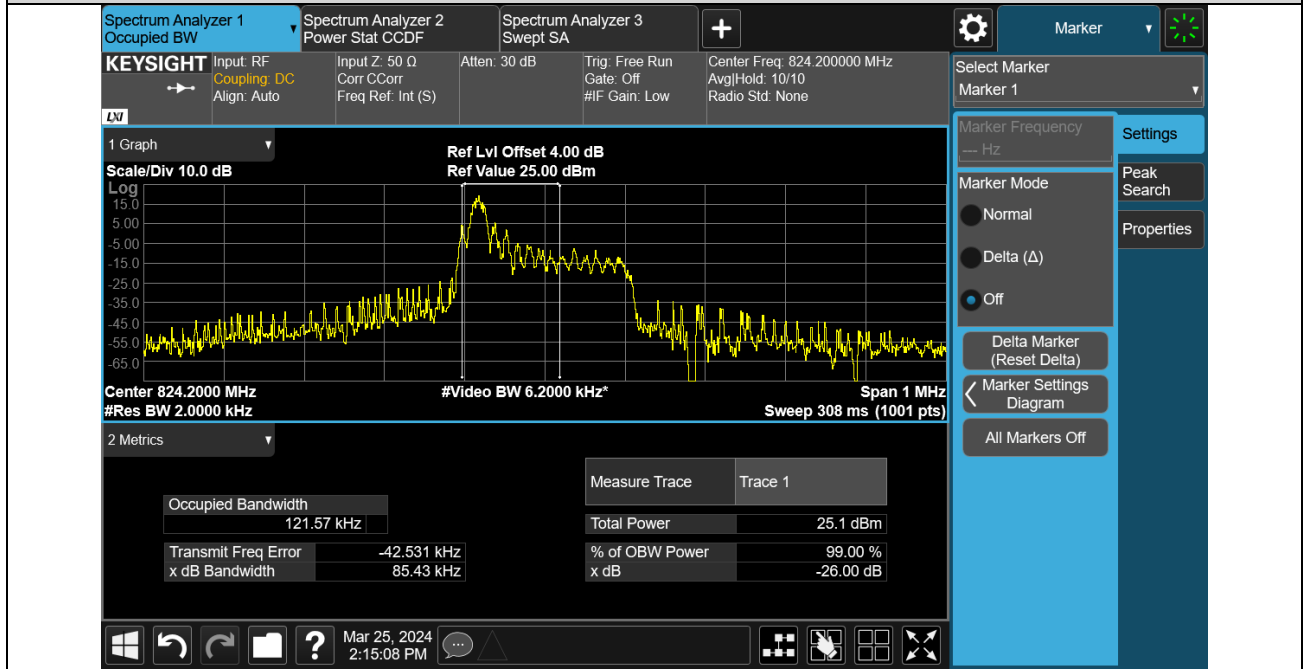 Spectrum Analyzer 1
Occupied BW
Spectrum Analyzer 2
Power Stat CCDF
Spectrum Analyzer 3
Swept SA
Marker
KEYSIGHT
LXI
Input: RF
Coupling: DC
Align: Auto
Input Z: 50 Ω
Corr CCorr
Freq Ref: Int (S)
Atten: 30 dB
Trig: Free Run
Gate: Off
#IF Gain: Low
Center Freq: 824.200000 MHz
Avg|Hold: 10/10
Radio Std: None
Select Marker
Marker 1
Marker Frequency
--- Hz
Settings
Marker Mode
Normal
Delta (Δ)
Off
Peak
Search
Properties
Delta Marker
(Reset Delta)
Marker Settings
Diagram
All Markers Off
1 Graph
Scale/Div 10.0 dB
Ref Lvl Offset 4.00 dB
Ref Value 25.00 dBm
Log
15.0
5.00
-5.00
-15.0
-25.0
-35.0
-45.0
-55.0
-65.0
Center 824.2000 MHz
#Video BW 6.2000 kHz*
Span 1 MHz
#Res BW 2.0000 kHz
Sweep 308 ms (1001 pts)
2 Metrics
Measure Trace
Trace 1
Occupied Bandwidth
121.57 kHz
Total Power
25.1 dBm
Transmit Freq Error
-42.531 kHz
% of OBW Power
99.00 %
x dB Bandwidth
85.43 kHz
x dB
-26.00 dB
?
Mar 25, 2024
2:15:08 PM